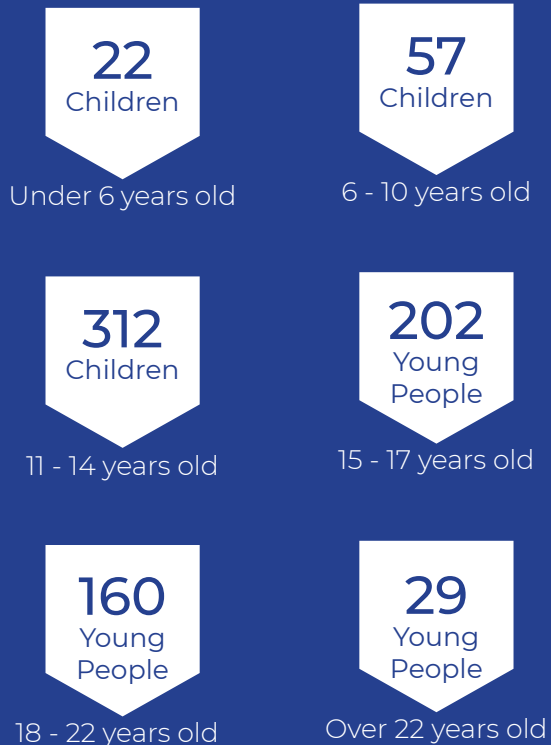 22
Children
Under 6 years old
57
Children
6 - 10 years old
312
Children
11 - 14 years old
202
Young
People
15 - 17 years old
160
Young
People
18 - 22 years old
29
Young
People
Over 22 years old